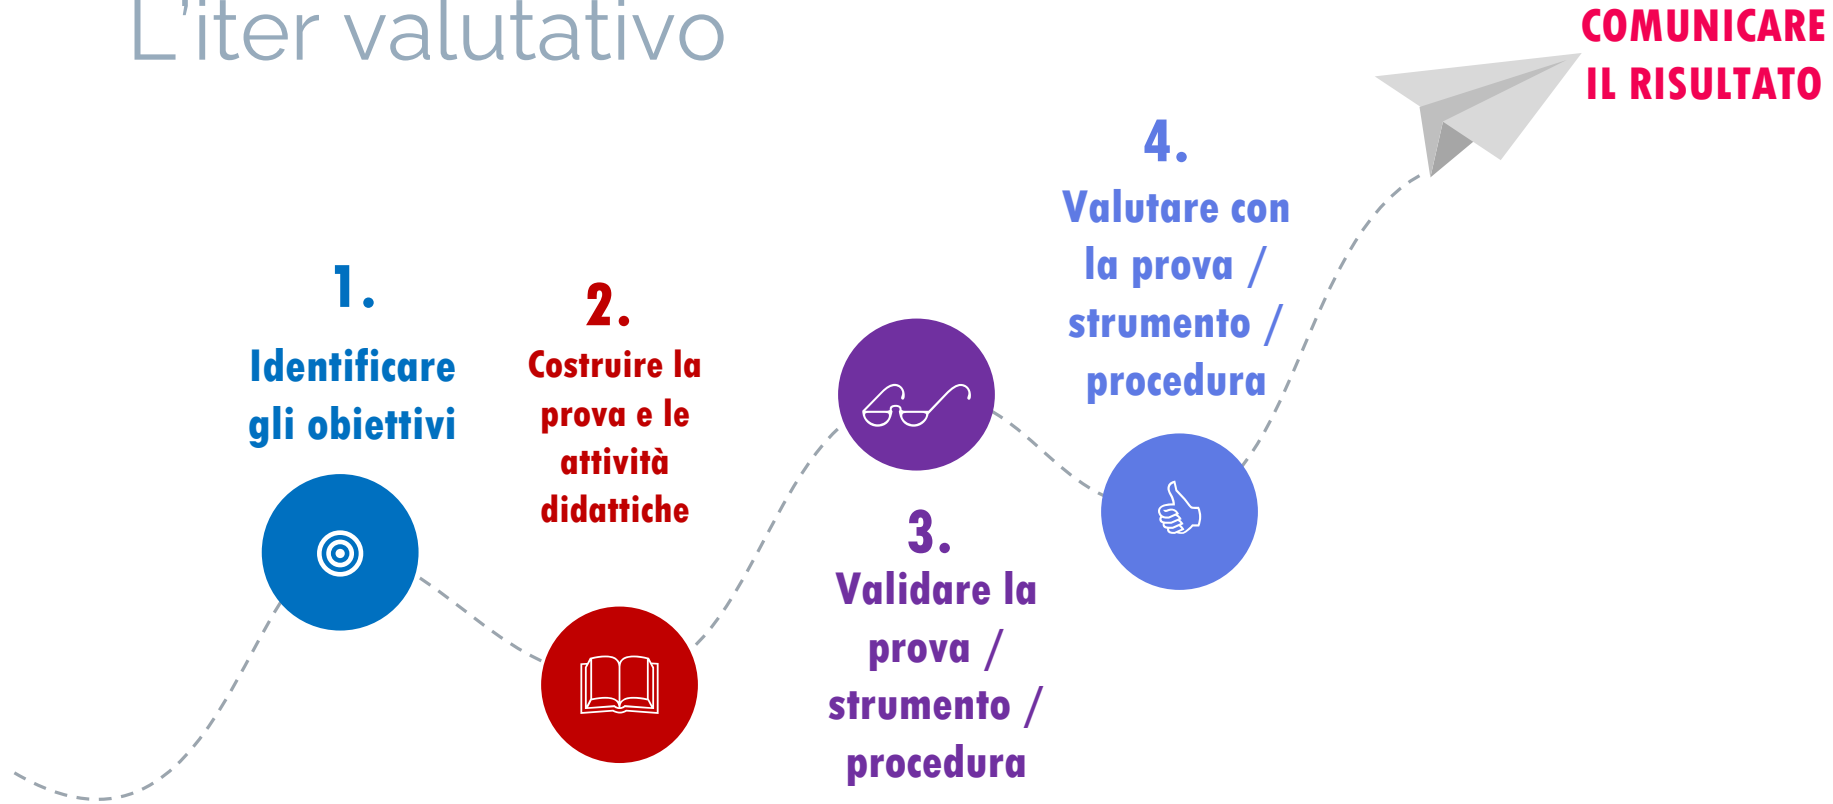 L'iter valutativo
COMUNICARE
IL RISULTATO
1.
Identificare
gli obiettivi
2.
Costruire la
prova e le
attività
didattiche
3.
Validare la
prova /
strumento /
procedura
4.
Valutare con
la prova /
strumento /
procedura